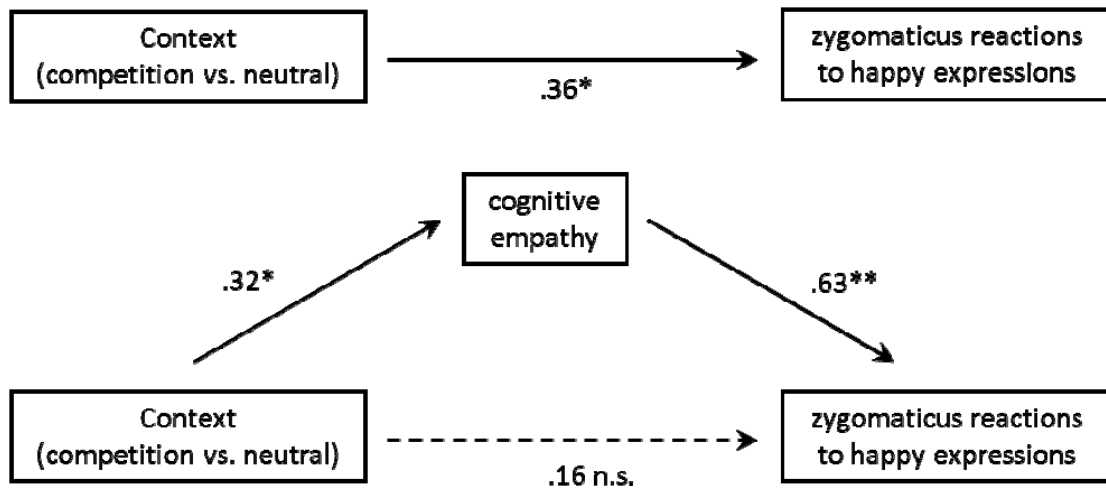 Context
(competition vs. neutral)
.36*
zygomaticus reactions
to happy expressions
cognitive
empathy
.32*
.63**
Context
(competition vs. neutral)
.16 n.s.
zygomaticus reactions
to happy expressions